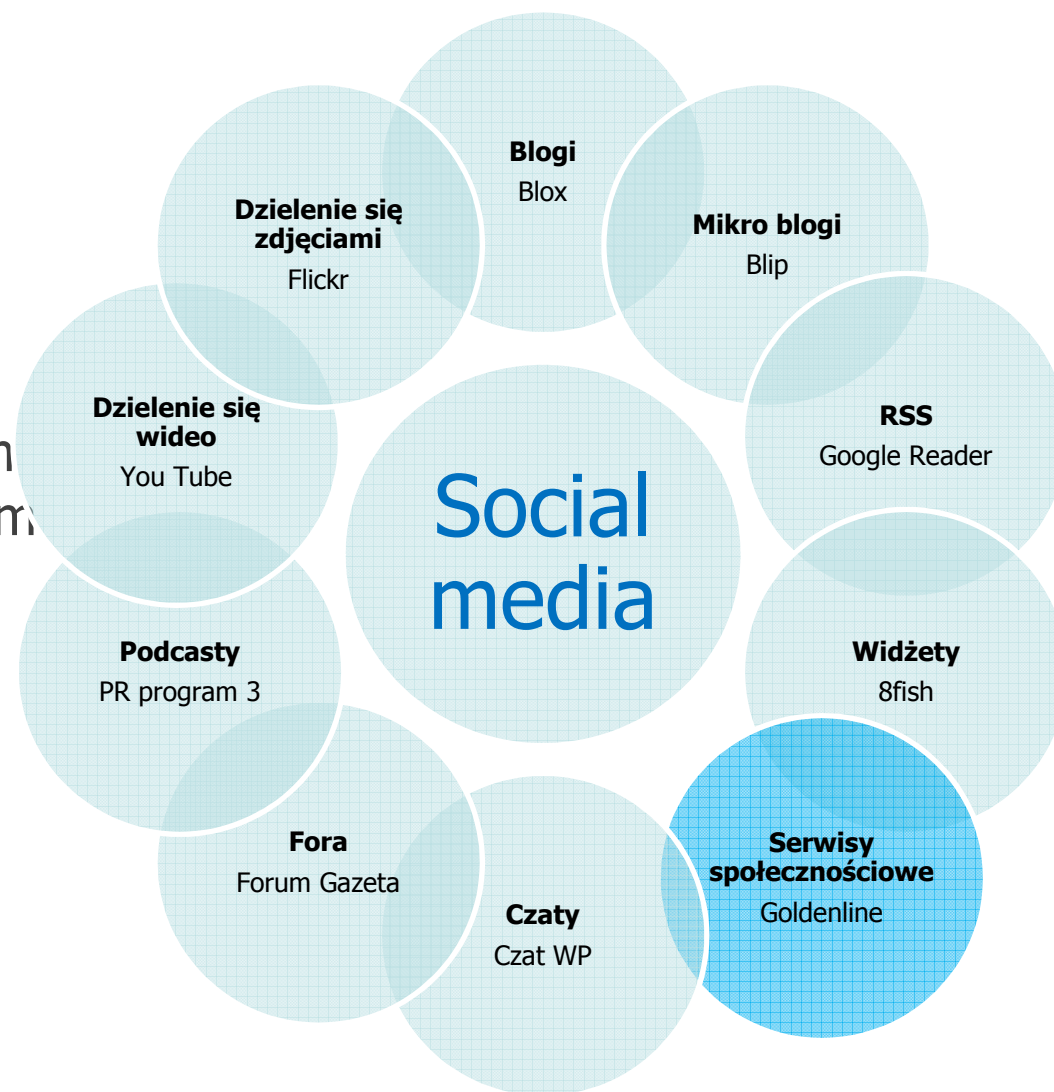 Blogi
Blox
Mikro blogi
Blip
RSS
Google Reader
Widżety
8fish
Serwisy
społecznościowe
Goldenline
Czaty
Czat WP
Fora
Forum Gazeta
Podcasty
PR program 3
Dzielenie się
wideo
You Tube
Dzielenie się
zdjęciami
Flickr
Social
media